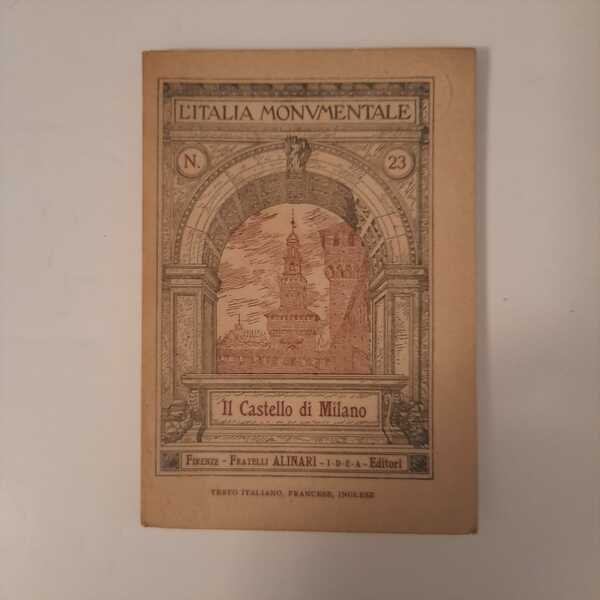 L'ITALIA MONVMENTALE
N. 23
Il Castello di Milano
FIRENZE - FRATELLI ALINARI - I-D-E-A - Editori
TESTO ITALIANO, FRANCESE, INGLESE